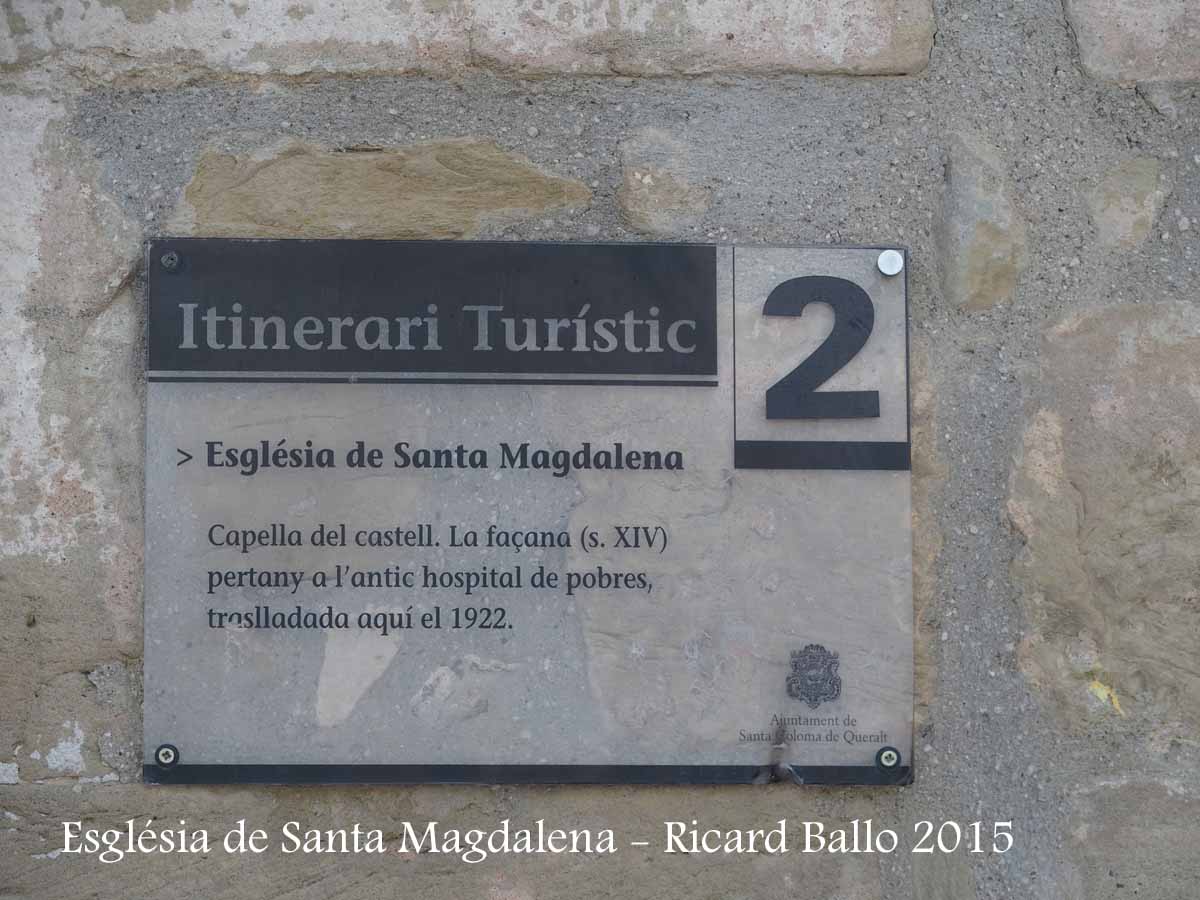 Itinerari Turístic
2
> Església de Santa Magdalena
Capella del castell. La façana (s. XIV)
pertany a l'antic hospital de pobres,
traslladada aquí el 1922.
Ajuntament de
Santa Coloma de Queralt
Església de Santa Magdalena – Ricard Ballo 2015